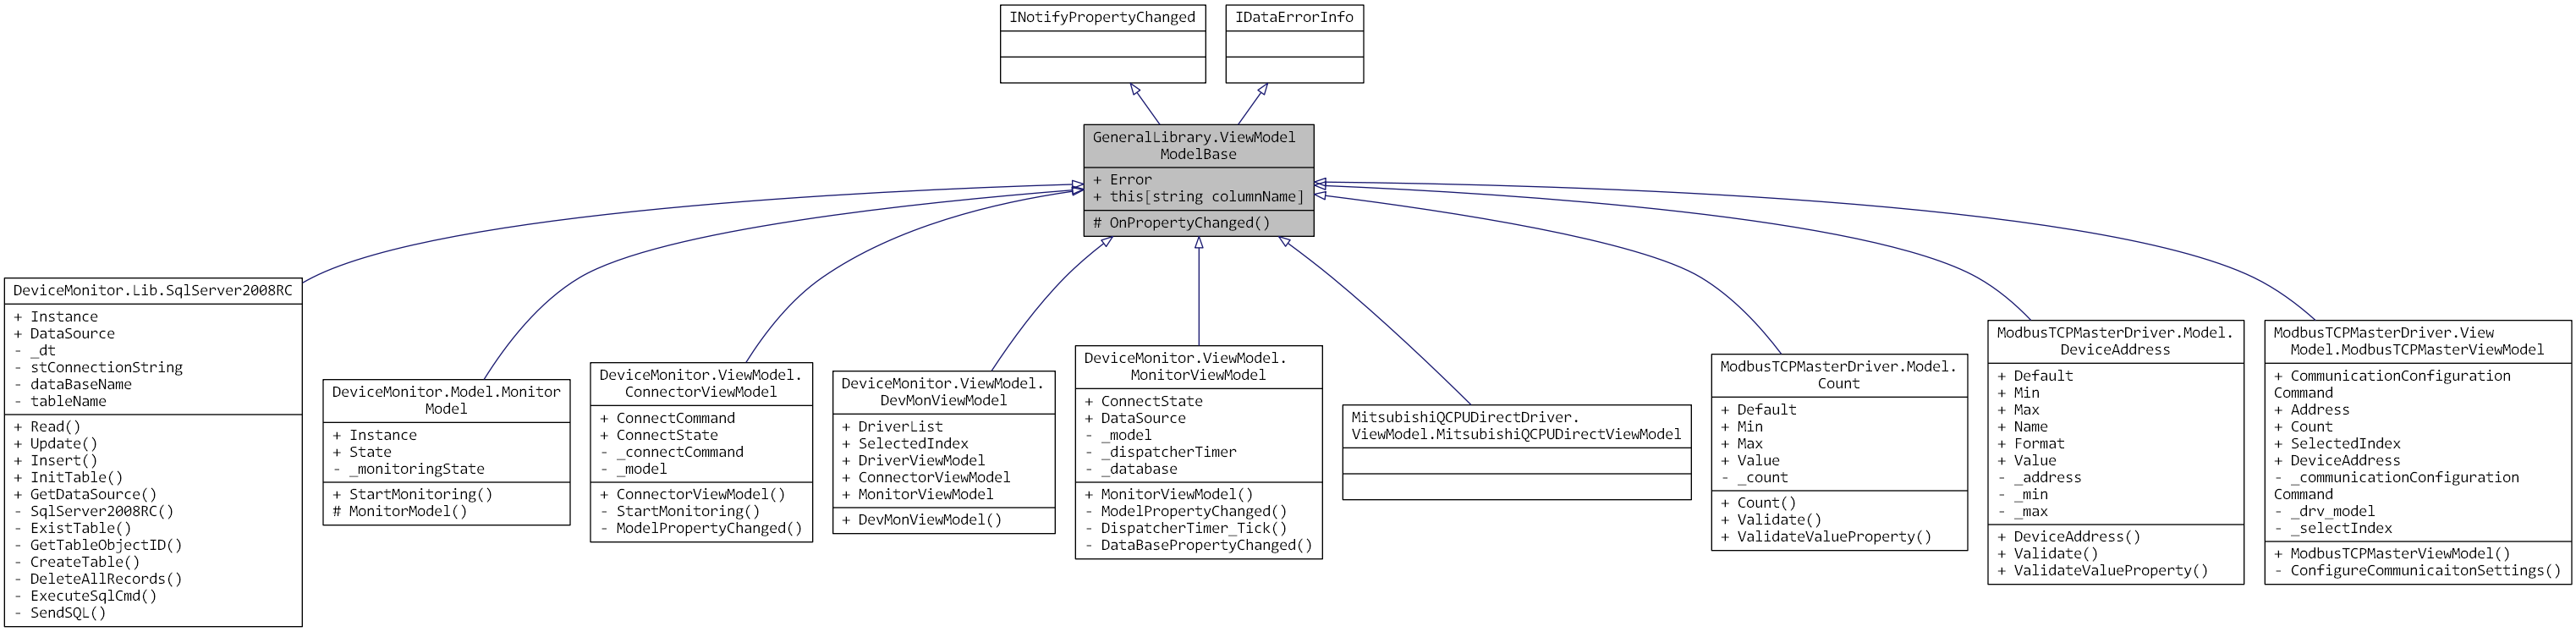 INotifyPropertyChanged
IDataErrorInfo
GeneralLibrary.ViewModel
ModelBase
+ Error
+ this[string columnName]
# OnPropertyChanged()
DeviceMonitor.Lib.SqlServer2008RC
+ Instance
+ DataSource
- _dt
- stConnectionString
- dataBaseName
- tableName
+ Read()
+ Update()
+ Insert()
+ InitTable()
+ GetDataSource()
- SqlServer2008RC()
- ExistTable()
- GetTableObjectID()
- CreateTable()
- DeleteAllRecords()
- ExecuteSqlCmd()
- SendSQL()
DeviceMonitor.Model.Monitor
Model
+ Instance
+ State
- _monitoringState
+ StartMonitoring()
# MonitorModel()
DeviceMonitor.ViewModel.
ConnectorViewModel
+ ConnectCommand
+ ConnectState
- _connectCommand
- _model
+ ConnectorViewModel()
- StartMonitoring()
- ModelPropertyChanged()
DeviceMonitor.ViewModel.
DevMonViewModel
+ DriverList
+ SelectedIndex
+ DriverViewModel
+ ConnectorViewModel
+ MonitorViewModel
+ DevMonViewModel()
DeviceMonitor.ViewModel.
MonitorViewModel
+ ConnectState
+ DataSource
- _model
- _dispatcherTimer
- _database
+ MonitorViewModel()
- ModelPropertyChanged()
- DispatcherTimer_Tick()
- DataBasePropertyChanged()
MitsubishiQCPUDirectDriver.
ViewModel.MitsubishiQCPUDirectViewModel
ModbusTCPMasterDriver.Model.
Count
+ Default
+ Min
+ Max
+ Value
- _count
+ Count()
+ Validate()
+ ValidateValueProperty()
ModbusTCPMasterDriver.Model.
DeviceAddress
+ Default
+ Min
+ Max
+ Name
+ Format
+ Value
- _address
- _min
- _max
+ DeviceAddress()
+ Validate()
+ ValidateValueProperty()
ModbusTCPMasterDriver.View
Model.ModbusTCPMasterViewModel
+ CommunicationConfiguration
Command
+ Address
+ Count
+ SelectedIndex
+ DeviceAddress
- _communicationConfiguration
Command
- _drv_model
- _selectIndex
+ ModbusTCPMasterViewModel()
- ConfigureCommunicaitonSettings()